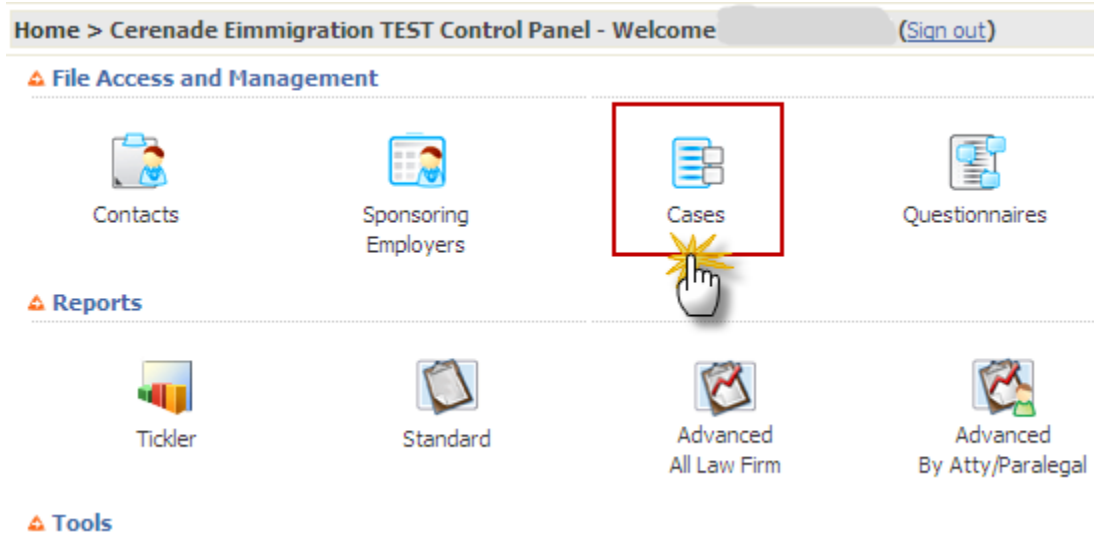 Home > Cerenade Eimmigration TEST Control Panel - Welcome (Sign out)
File Access and Management
Contacts
Sponsoring
Employers
Cases
Questionnaires
Reports
Tickler
Standard
Advanced
All Law Firm
Advanced
By Atty/Paralegal
Tools